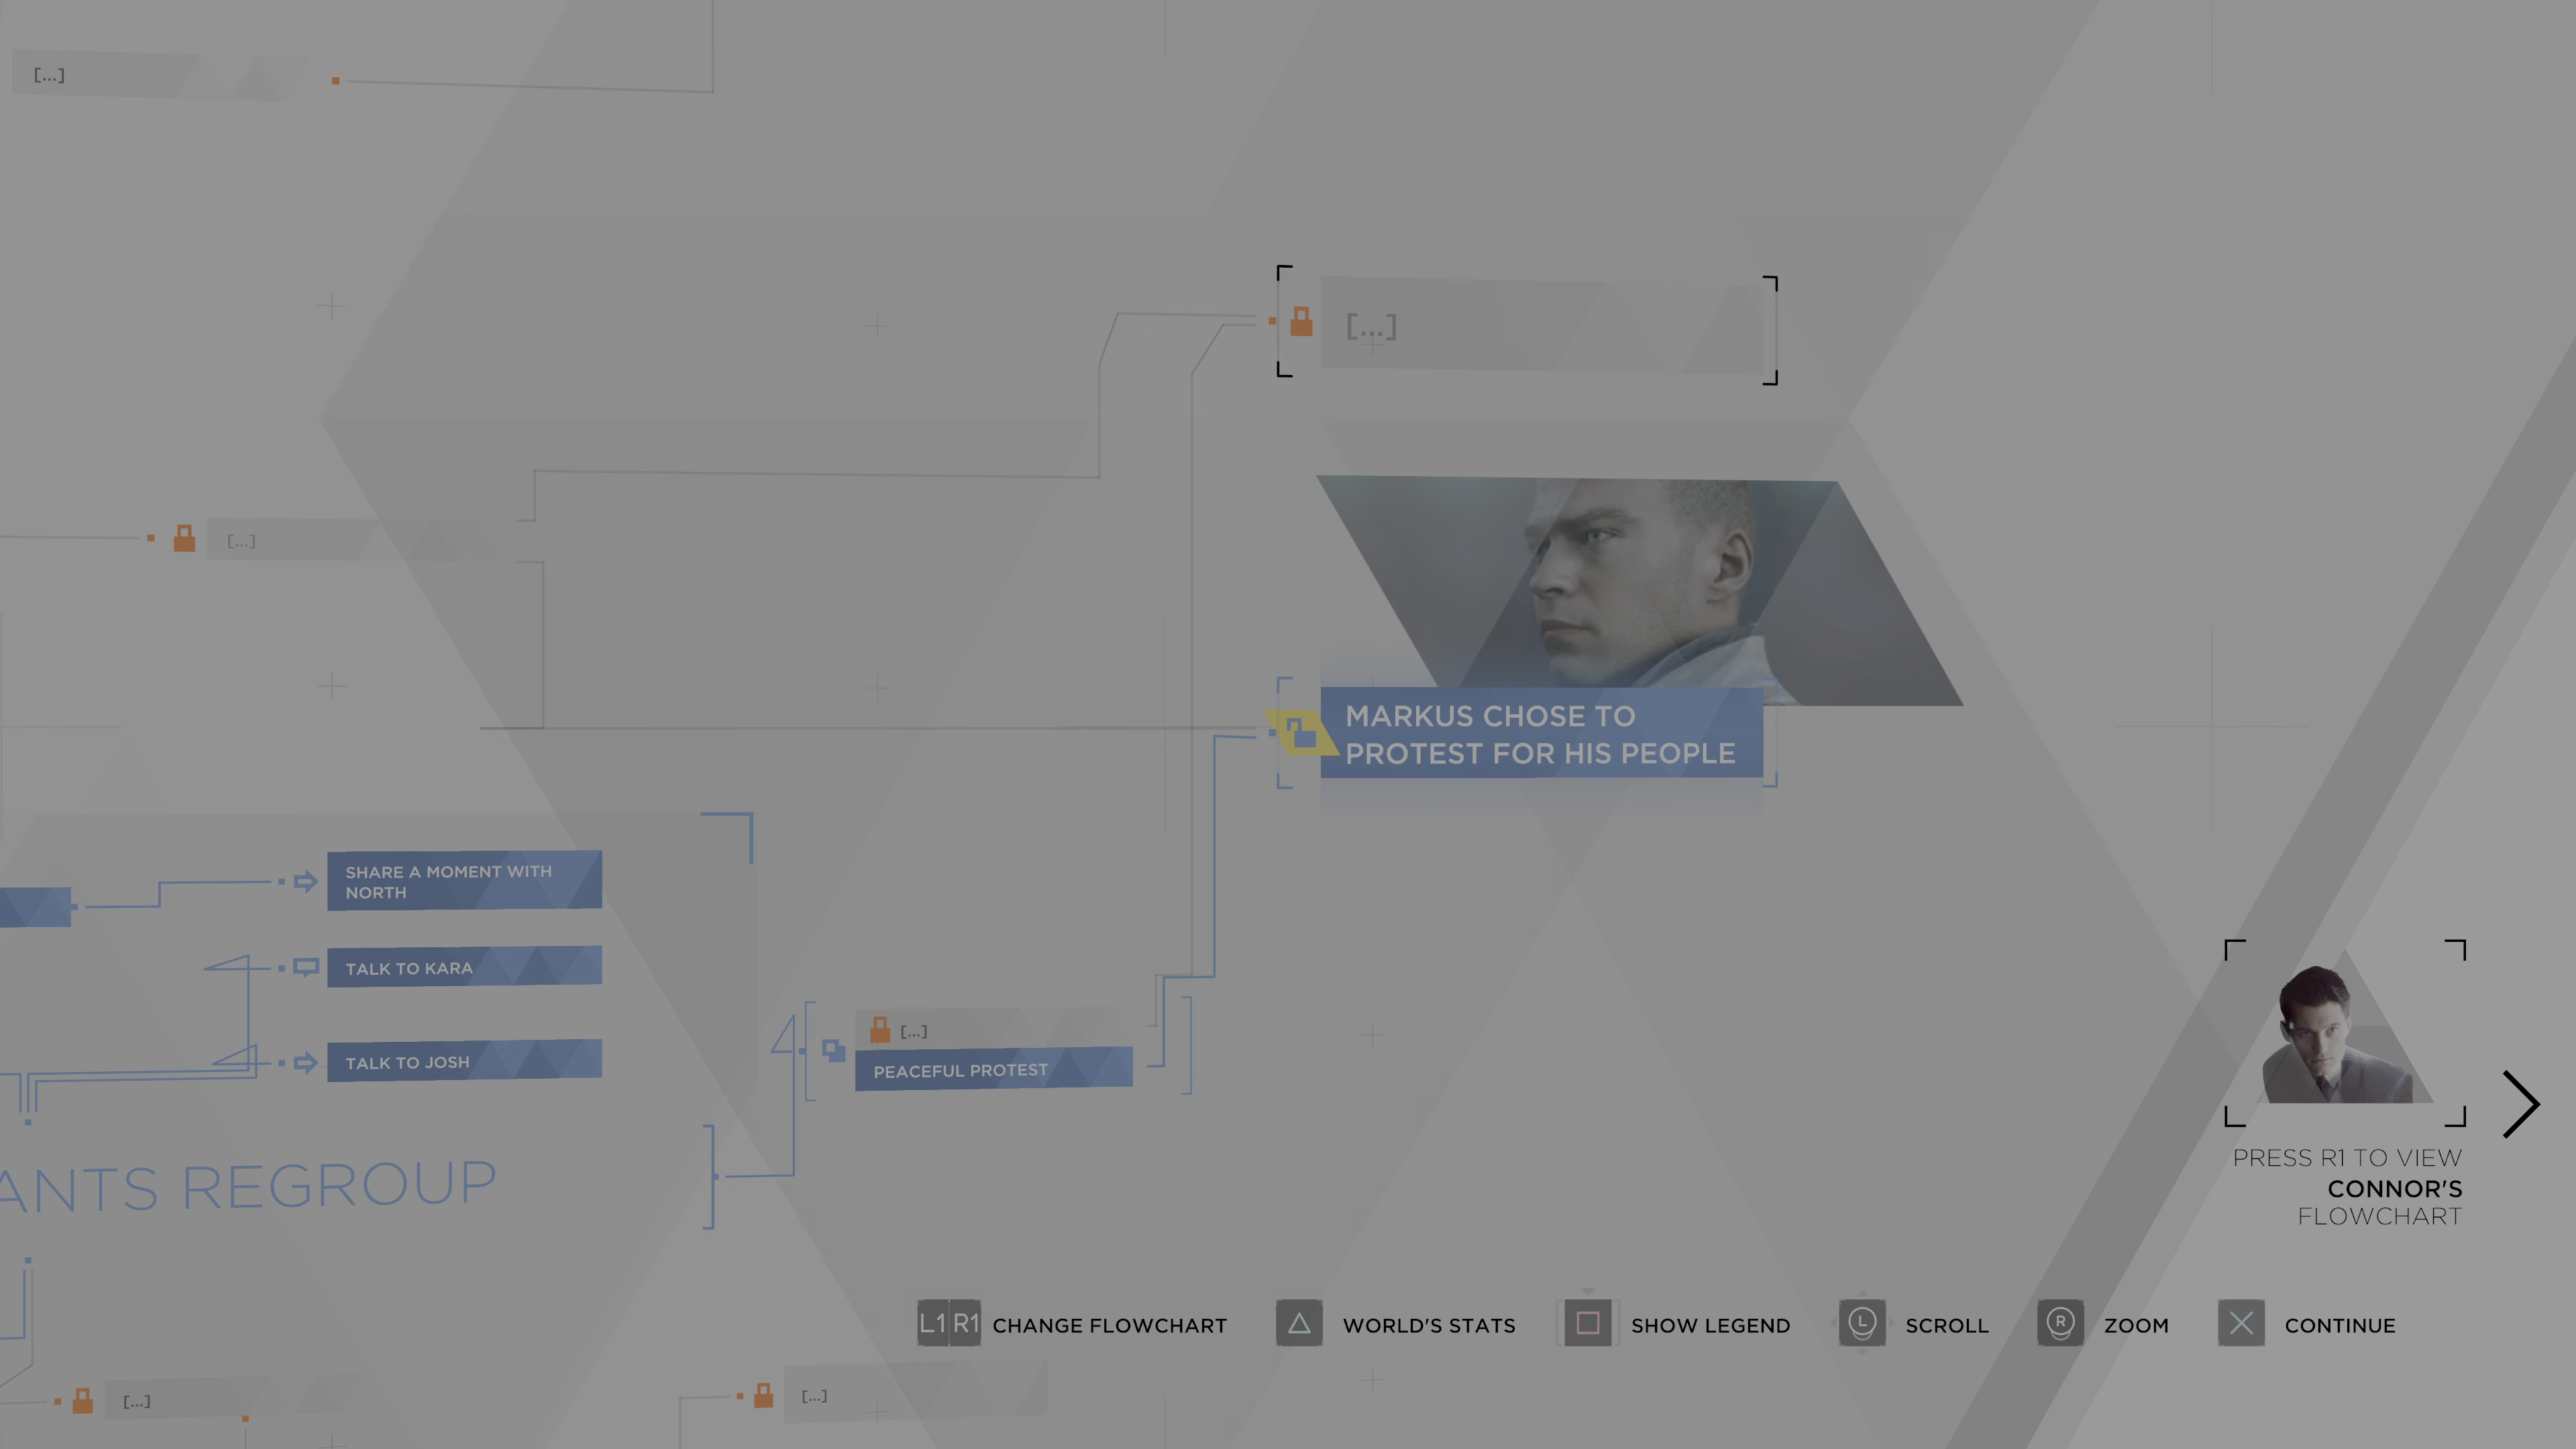 [...]
[...]
[...]
MARKUS CHOSE TO
PROTEST FOR HIS PEOPLE
SHARE A MOMENT WITH
NORTH
TALK TO KARA
TALK TO JOSH
[...]
PEACEFUL PROTEST
ANTS REGROUP
PRESS R1 TO VIEW
CONNOR'S
FLOWCHART
L1 R1 CHANGE FLOWCHART WORLD'S STATS SHOW LEGEND L SCROLL R ZOOM CONTINUE
[...]
[...]